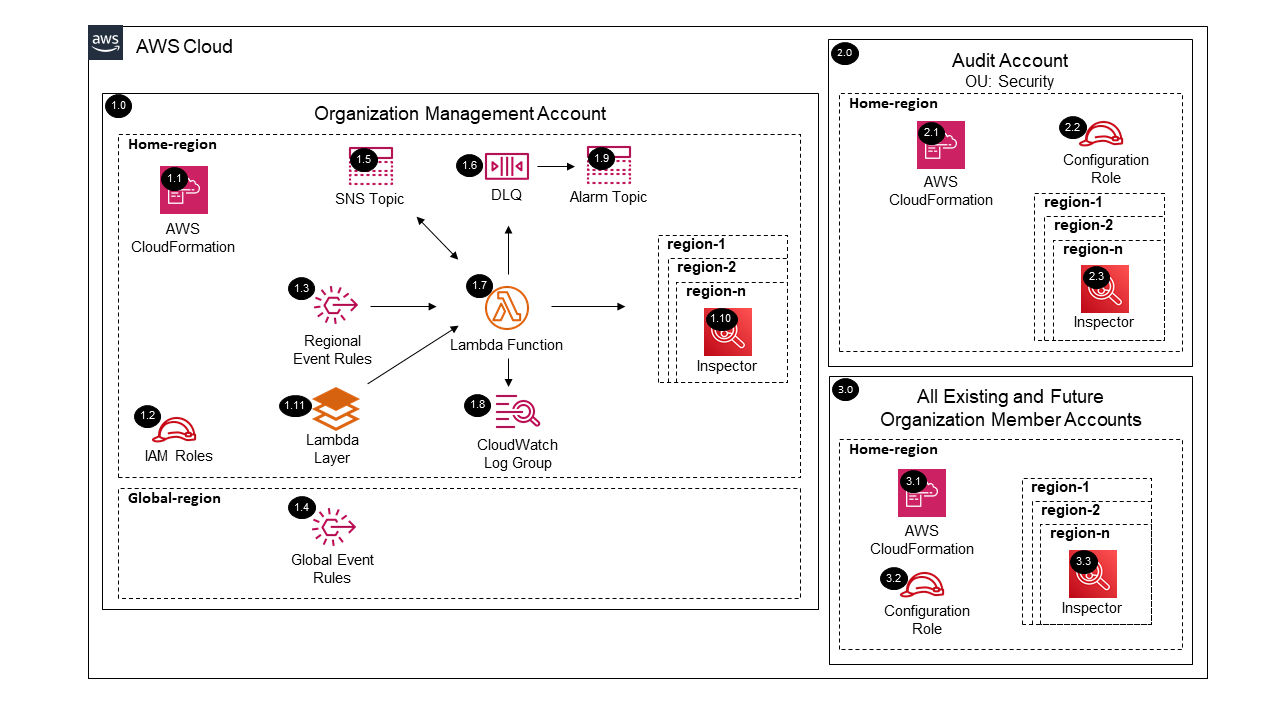 aws
AWS Cloud
1.0
Organization Management Account
Home-region
1.1
AWS
CloudFormation
1.5
SNS Topic
1.6
DLQ
1.9
Alarm Topic
1.3
Regional
Event Rules
1.7
Lambda Function
region-1
region-2
region-n
1.10
Inspector
1.2
IAM Roles
1.11
Lambda
Layer
1.8
CloudWatch
Log Group
Global-region
1.4
Global Event
Rules
2.0
Audit Account
OU: Security
Home-region
2.1
AWS
CloudFormation
2.2
Configuration
Role
region-1
region-2
region-n
2.3
Inspector
3.0
All Existing and Future
Organization Member Accounts
Home-region
3.1
AWS
CloudFormation
3.2
Configuration
Role
region-1
region-2
region-n
3.3
Inspector